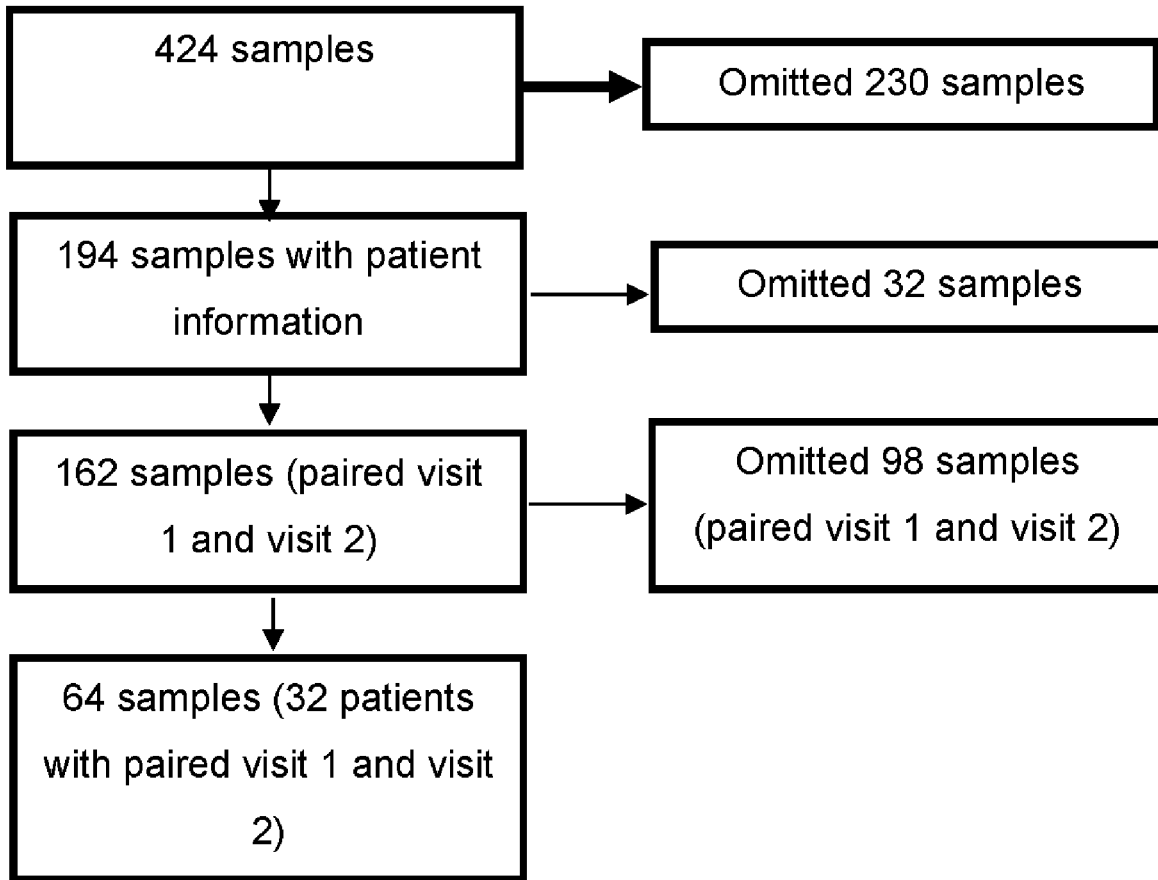 424 samples
Omitted 230 samples
194 samples with patient
information
Omitted 32 samples
162 samples (paired visit
1 and visit 2)
Omitted 98 samples
(paired visit 1 and visit 2)
64 samples (32 patients
with paired visit 1 and visit
2)